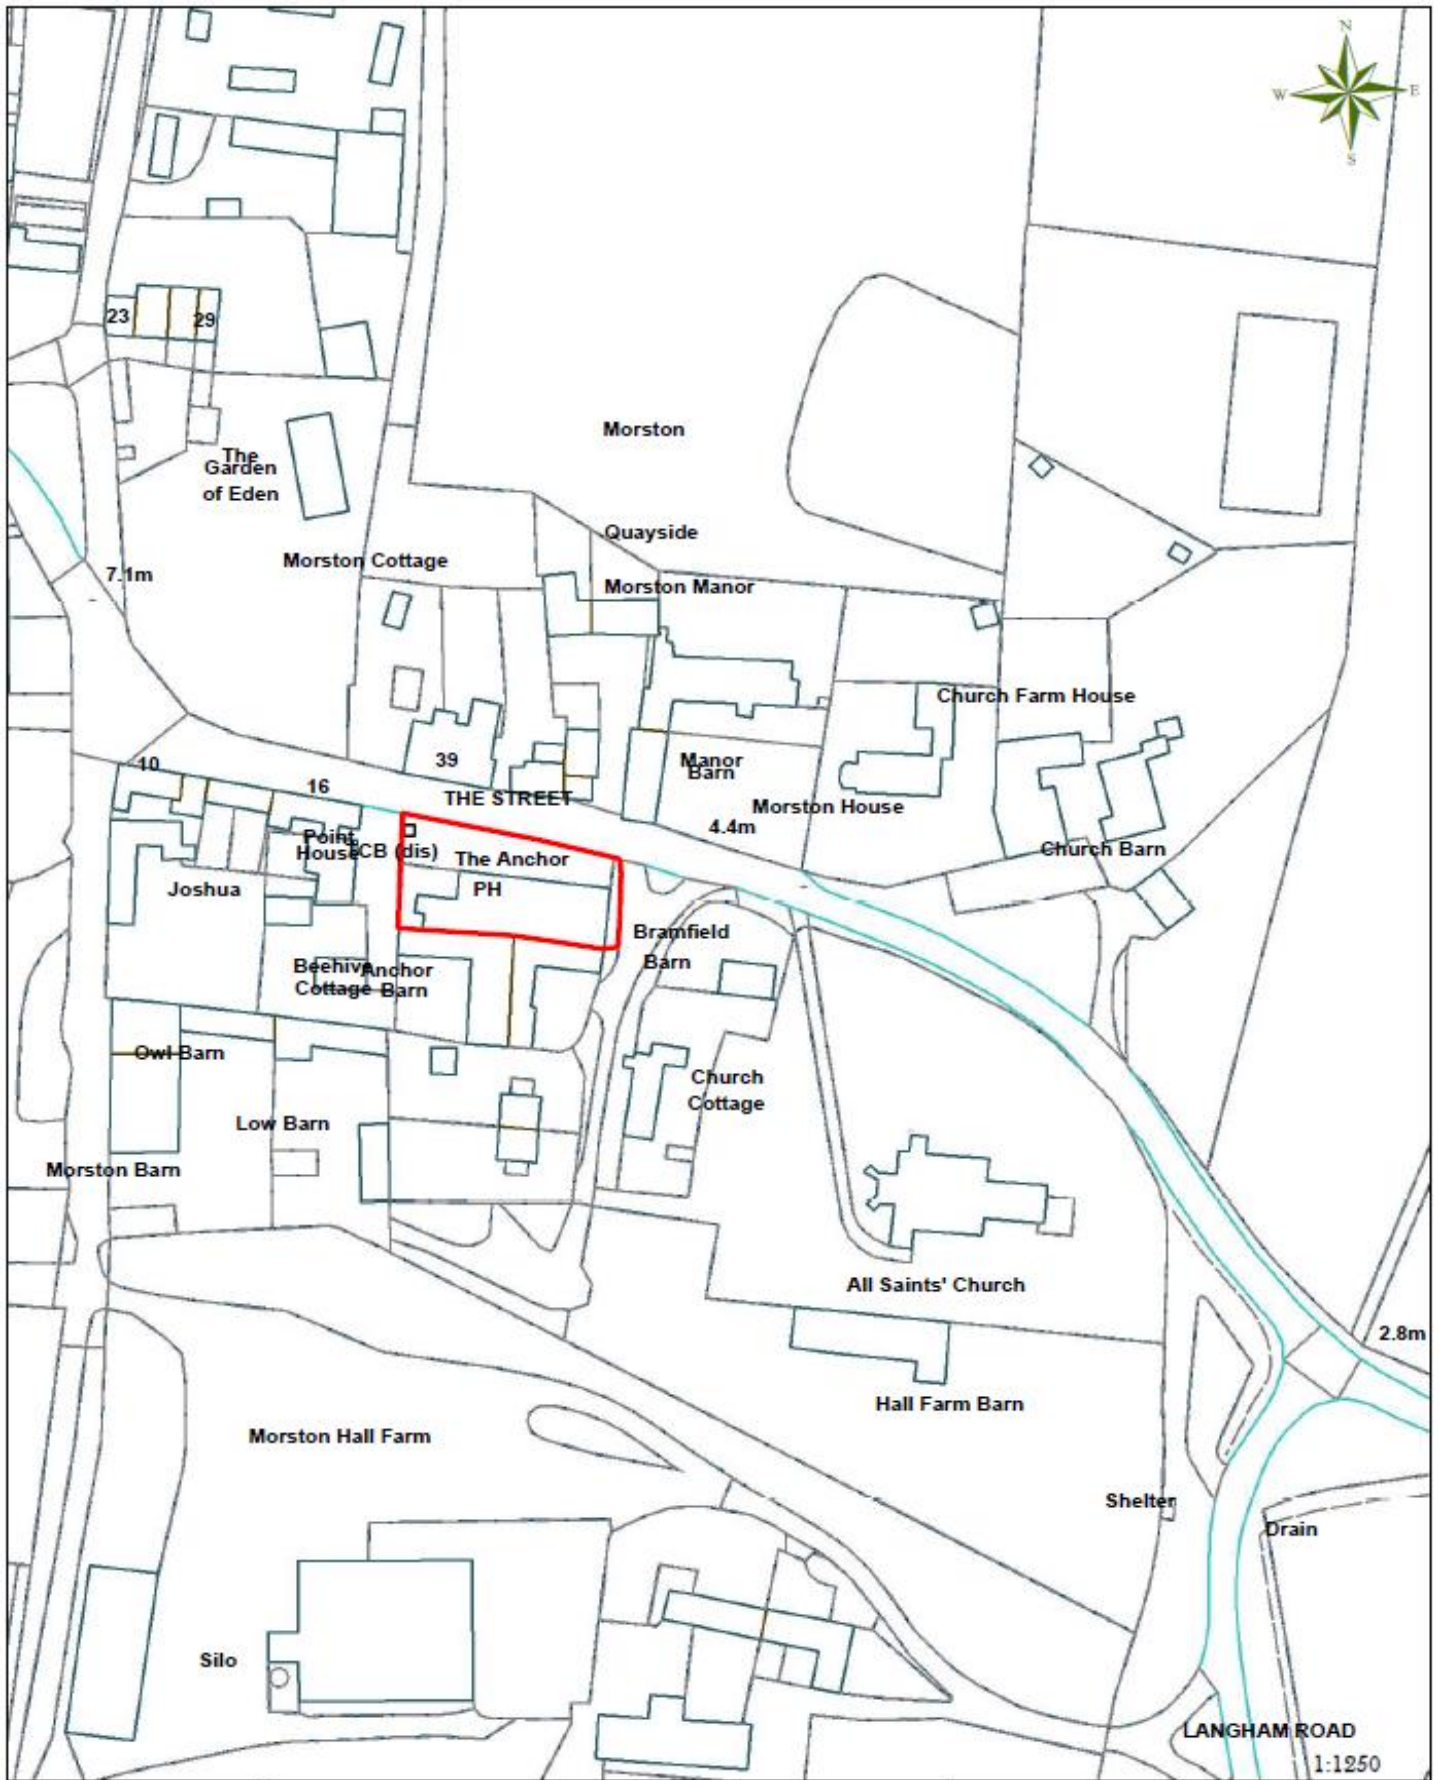 N
W E
S
23
29
Morston
The
Garden
of Eden
Quayside
Morston Cottage
7.1m
Morston Manor
Church Farm House
10
39
Manor
Barn
16
THE STREET
Morston House
4.4m
Point
House
TCB (dis)
Church Barn
The Anchor
PH
Joshua
Bramfield
Barn
Beehive
Cottage
Anchor
Barn
Owl Barn
Church
Cottage
Low Barn
Morston Barn
All Saints' Church
2.8m
Hall Farm Barn
Morston Hall Farm
Shelter
Drain
Silo
LANGHAM ROAD
1:1250